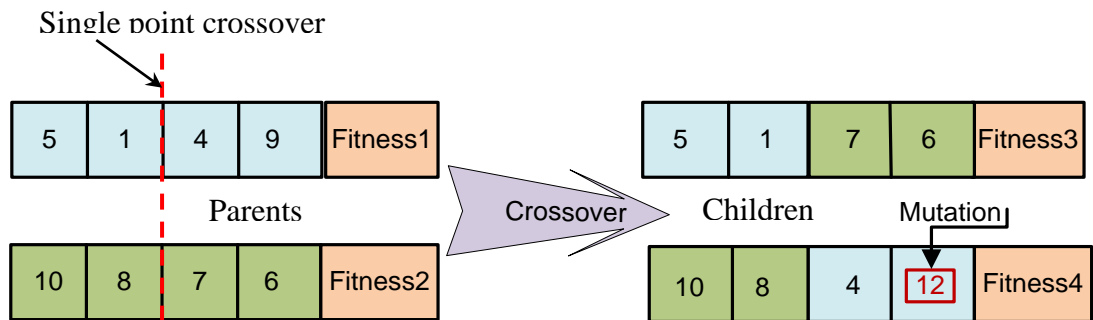 Single point crossover
5 1 4 9 Fitness1
5 1 7 6 Fitness3
Parents
Crossover
Children
Mutation
10 8 7 6 Fitness2
10 8 4 12 Fitness4